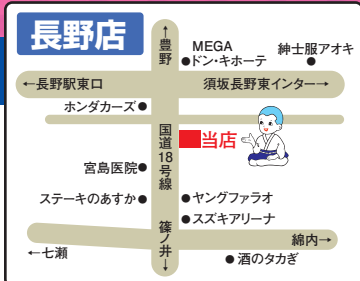 長野店
↑豊野
MEGA
ドン・キホーテ
紳士服アオキ
←長野駅東口
須坂長野東インター→
ホンダカーズ
国道18号線
当店
宮島医院
ステーキのあすか
ヤングファラオ
スズキアリーナ
篠ノ井↓
綿内→
←七瀬
酒のタカぎ